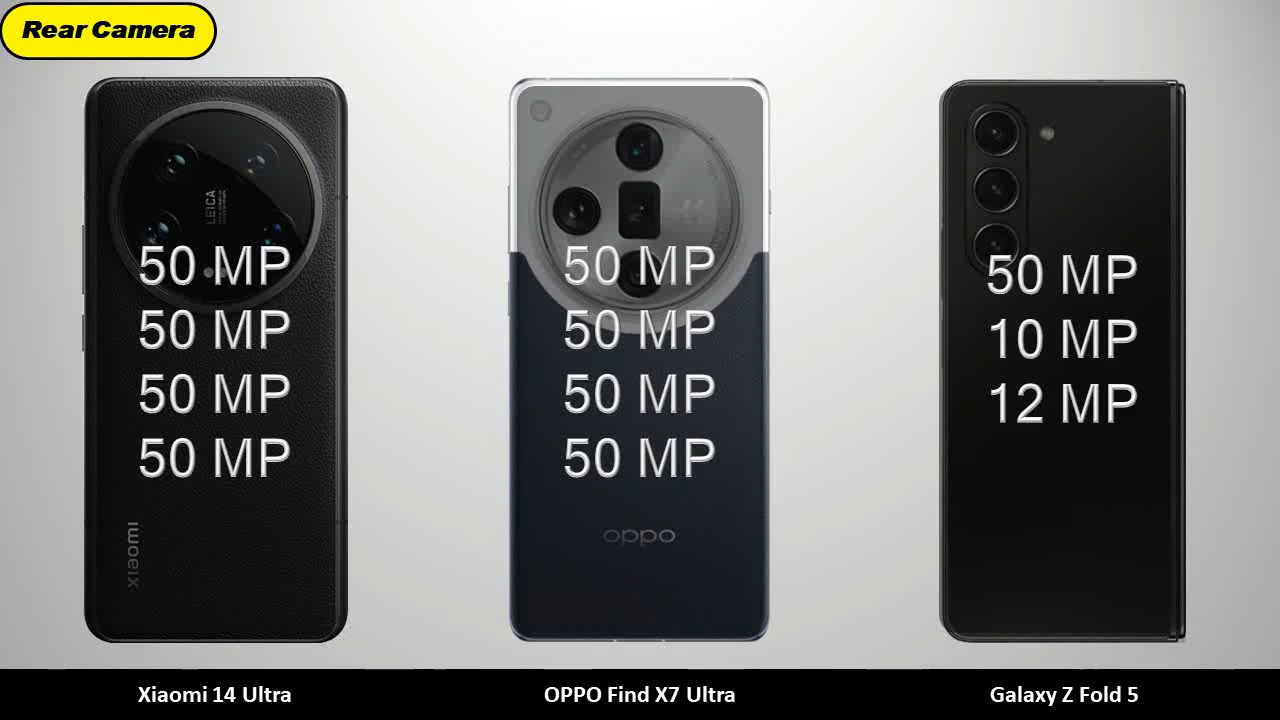 Rear Camera
LEICA
50 MP
50 MP
50 MP
50 MP
xiaomi
50 MP
50 MP
50 MP
50 MP
oppo
50 MP
10 MP
12 MP
Xiaomi 14 Ultra
OPPO Find X7 Ultra
Galaxy Z Fold 5